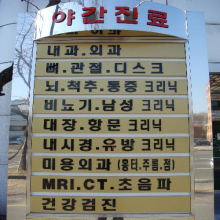 야간진료
내과.외과
뼈.관절.디스크
뇌.척추.통증 크리닉
비뇨기.남성 크리닉
대장.항문 크리닉
내시경.유방 크리닉
미용외과(흉터,주름,점)
MRI.CT.초음파
건강검진